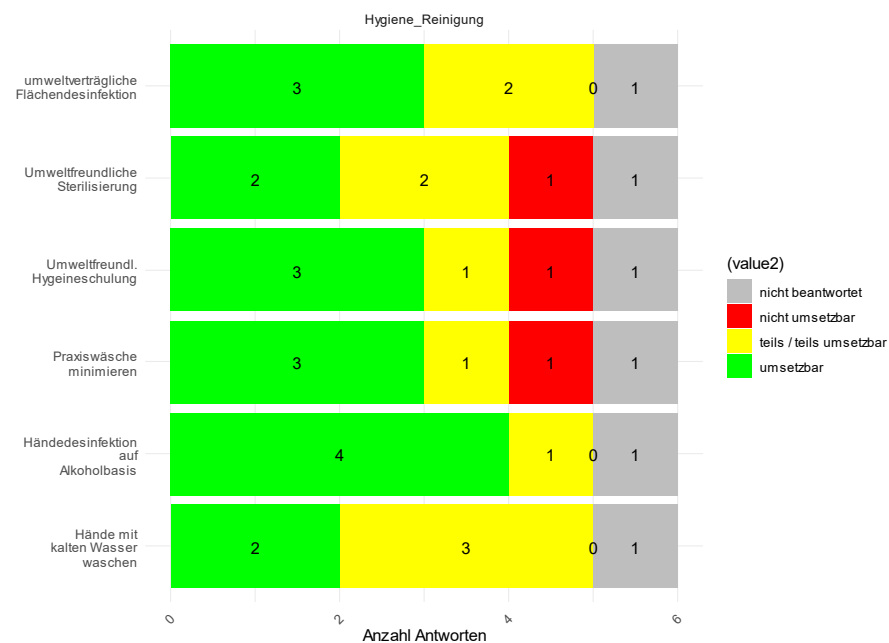 Hygiene_Reinigung
umweltverträgliche
Flächendesinfektion
3 2 0 1
Umweltfreundliche
Sterilisierung
2 2 1 1
Umweltfreundl.
Hygeineschulung
3 1 1 1
Praxiswäsche
minimieren
3 1 1 1
Händedesinfektion
auf
Alkoholbasis
4 1 0 1
Hände mit
kalten Wasser
waschen
2 3 0 1
0 2 4 6
Anzahl Antworten
(value2)
nicht beantwortet
nicht umsetzbar
teils / teils umsetzbar
umsetzbar